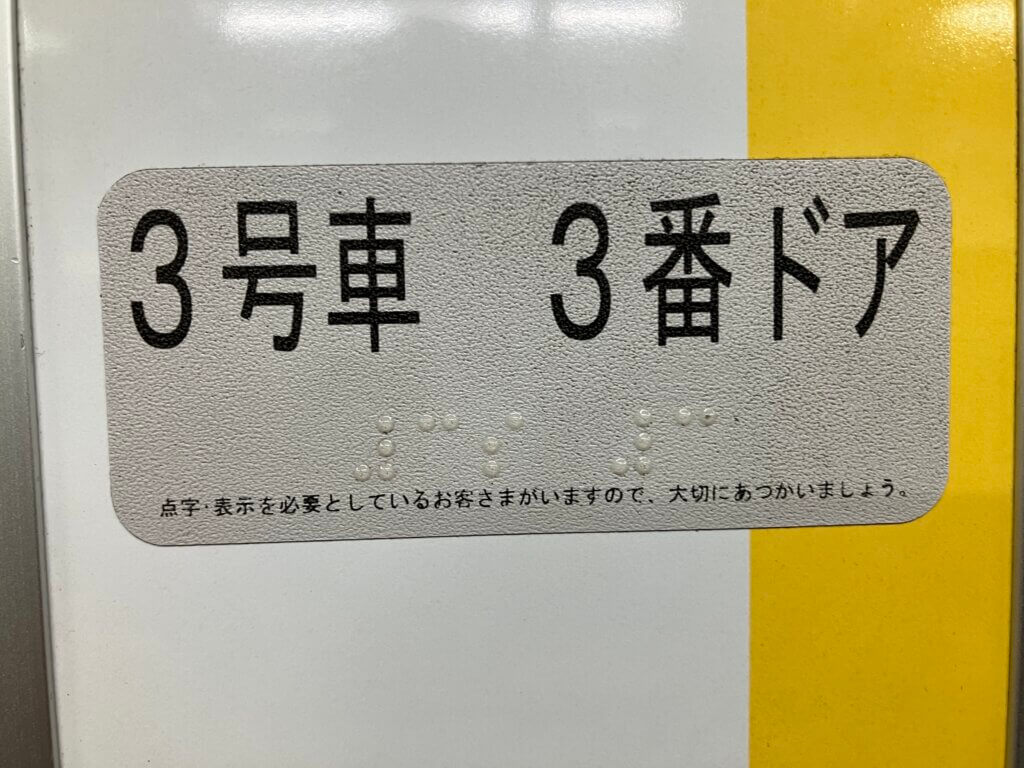 3号車　3番ドア
⠼⠉⠎ ⠼⠉
点字・表示を必要としているお客さまがいますので、大切にあつかいましょう。